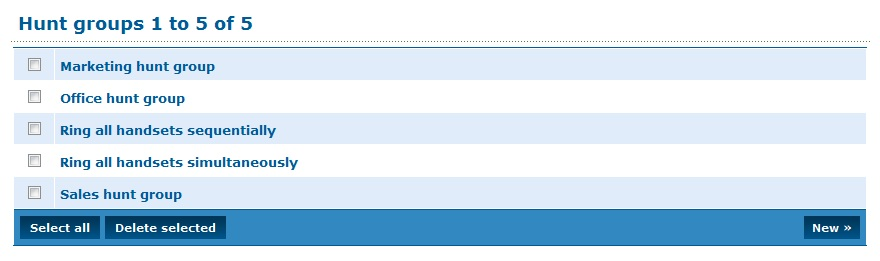 Hunt groups 1 to 5 of 5
Marketing hunt group
Office hunt group
Ring all handsets sequentially
Ring all handsets simultaneously
Sales hunt group
Select all Delete selected New »